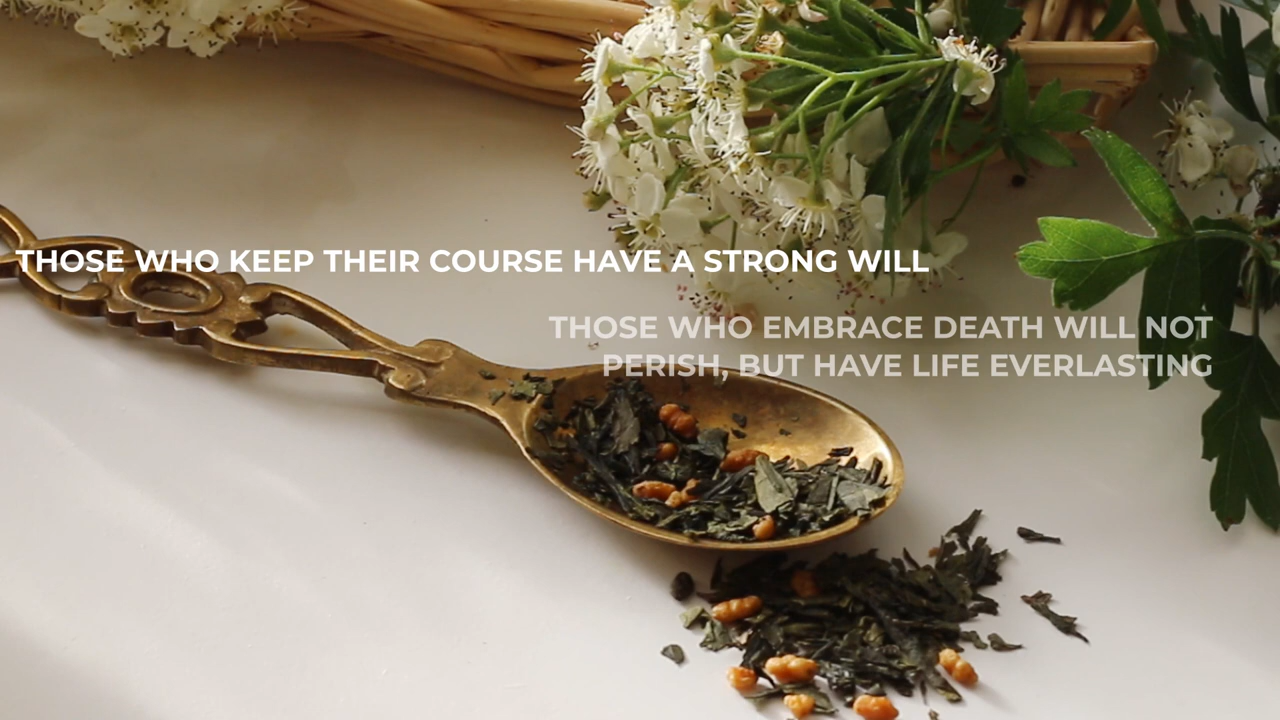 THOSE WHO KEEP THEIR COURSE HAVE A STRONG WILL
THOSE WHO EMBRACE DEATH WILL NOT
PERISH, BUT HAVE LIFE EVERLASTING